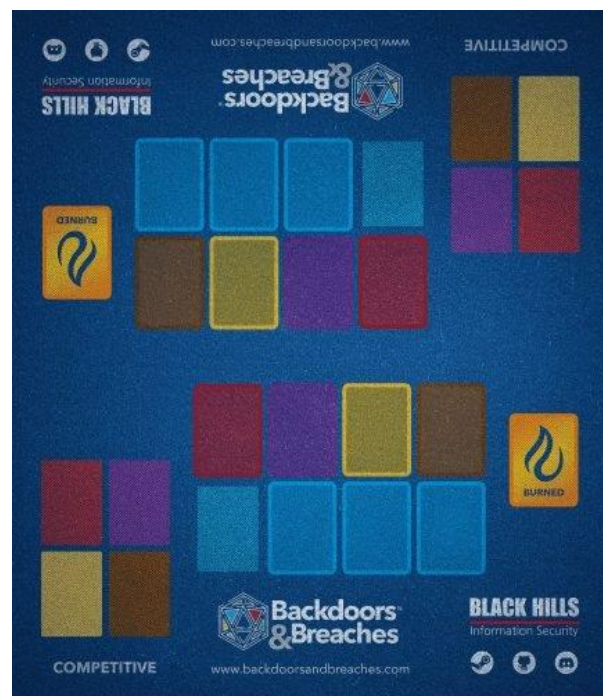 www.backdoorsandbreaches.com
COMPETITIVE
Information Security
BLACK HILLS
Backdoors
&Breaches
BURNED
BURNED
Backdoors™
&Breaches
BLACK HILLS
Information Security
COMPETITIVE
www.backdoorsandbreaches.com